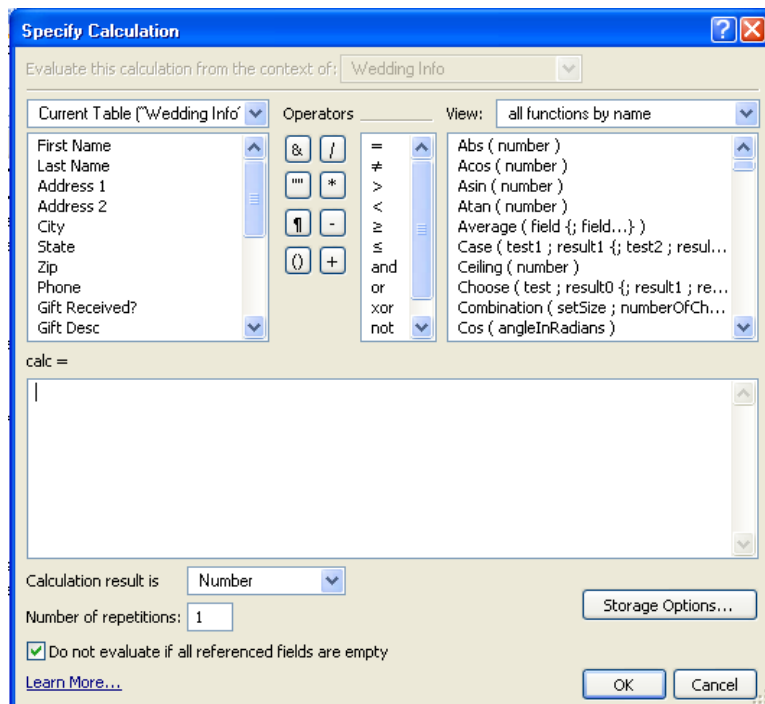 Specify Calculation
Evaluate this calculation from the context of: Wedding Info
Current Table ("Wedding Info"
Operators
View: all functions by name
First Name
Last Name
Address 1
Address 2
City
State
Zip
Phone
Gift Received?
Gift Desc
& /
"" *
¶ -
() +
=
≠
>
<
≥
≤
and
or
xor
not
Abs ( number )
Acos ( number )
Asin ( number )
Atan ( number )
Average ( field {; field...} )
Case ( test1 ; result1 {; test2 ; resul...
Ceiling ( number )
Choose ( test ; result0 {; result1 ; re...
Combination ( setSize ; numberOfCh...
Cos ( angleInRadians )
calc =
Calculation result is Number
Number of repetitions: 1
Storage Options...
Do not evaluate if all referenced fields are empty
Learn More...
OK
Cancel